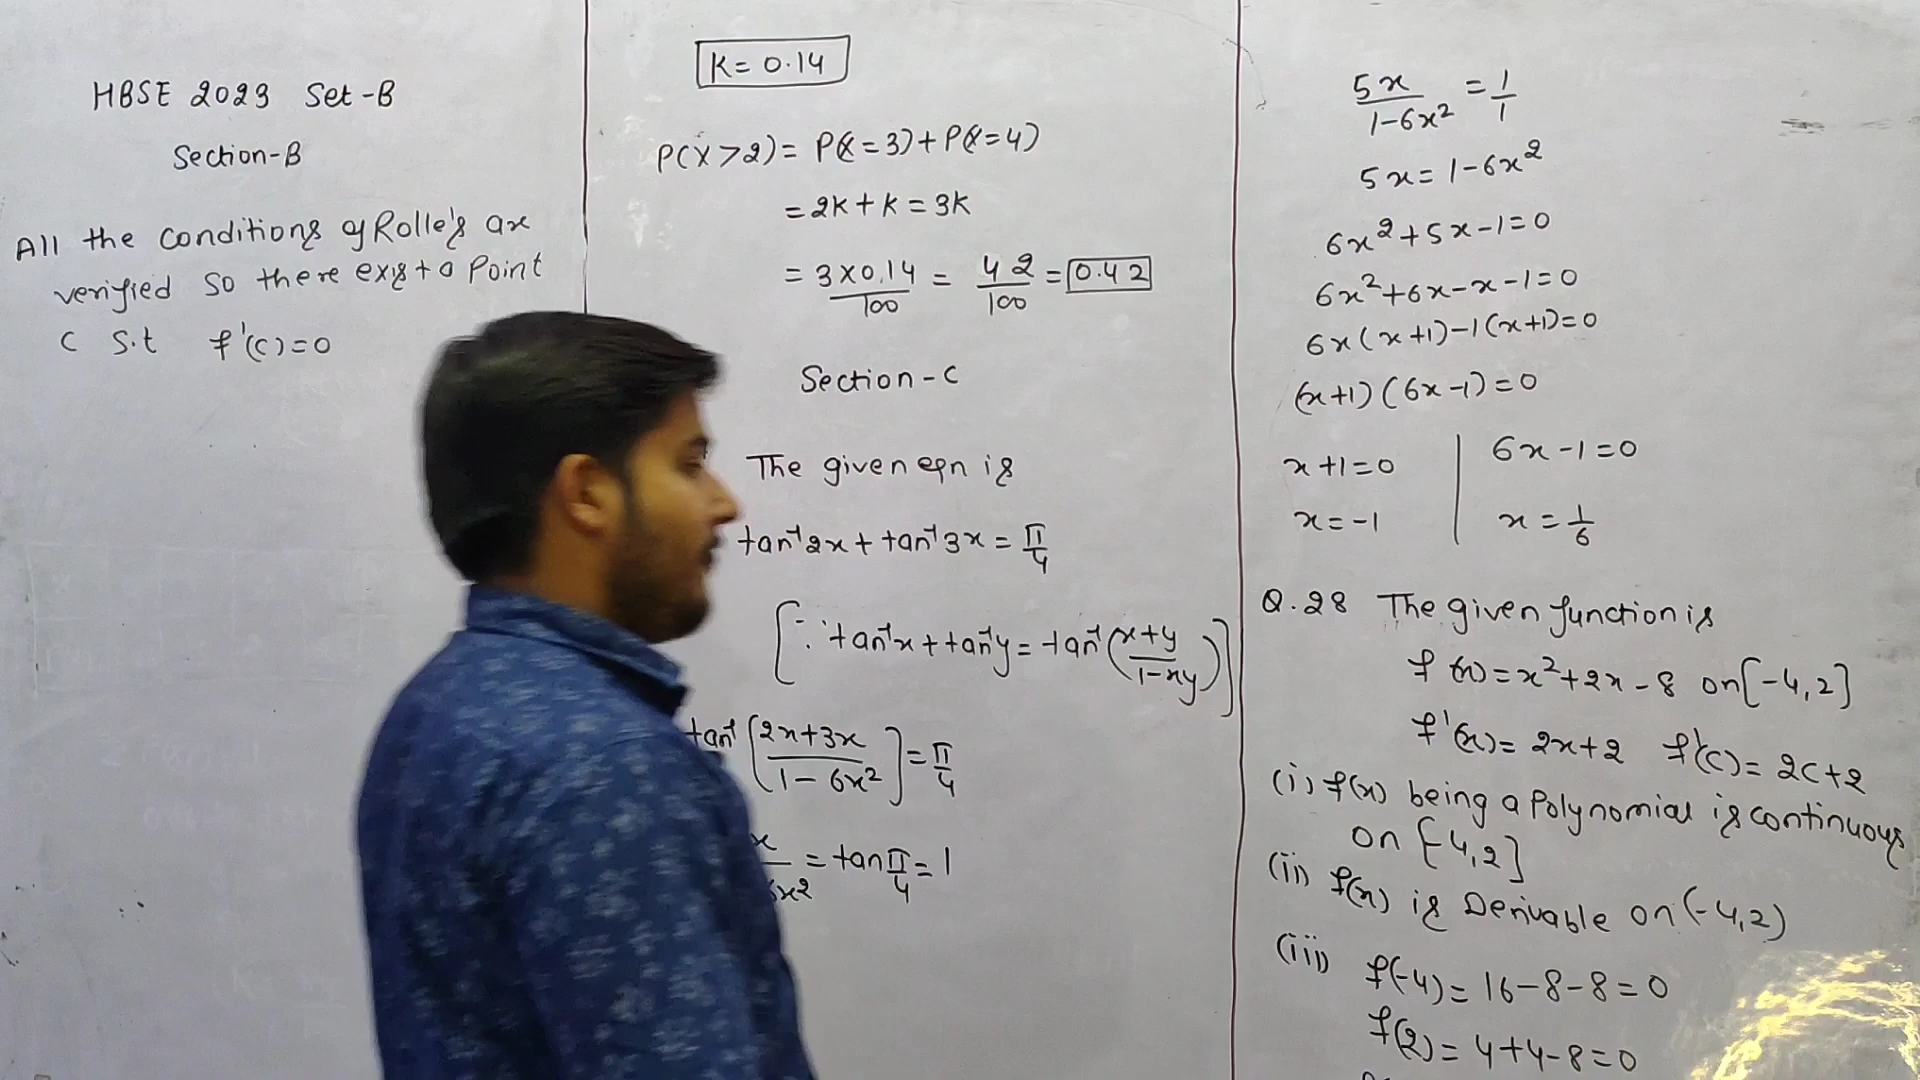 HBSE 2023 Set-B
Section-B
All the conditions of Rolle's are
verified so there exist a Point
C S.t f'(c)=0
K=0.14
P(X>2)= P(X=3)+P(X=4)
=2K+K=3K
= 3×0.14/100 = 42/100 = 0.42
Section-C
The given eqn is
tan⁻¹2x+tan⁻¹3x=π/4
[∵ tan⁻¹x+tan⁻¹y=tan⁻¹(x+y/1-xy)]
tan⁻¹[2x+3x/1-6x²]=π/4
x/6x² = tan π/4 = 1
5x/1-6x² = 1/1
5x=1-6x²
6x²+5x-1=0
6x²+6x-x-1=0
6x(x+1)-1(x+1)=0
(x+1)(6x-1)=0
x+1=0 | 6x-1=0
x=-1 | x=1/6
Q.28 The given function is
f(x)=x²+2x-8 on[-4,2]
f'(x)=2x+2 f'(c)=2c+2
(i) f(x) being a Polynomial is continuous
on [-4,2]
(ii) f(x) is Derivable on (-4,2)
(iii) f(-4)=16-8-8=0
f(2)=4+4-8=0